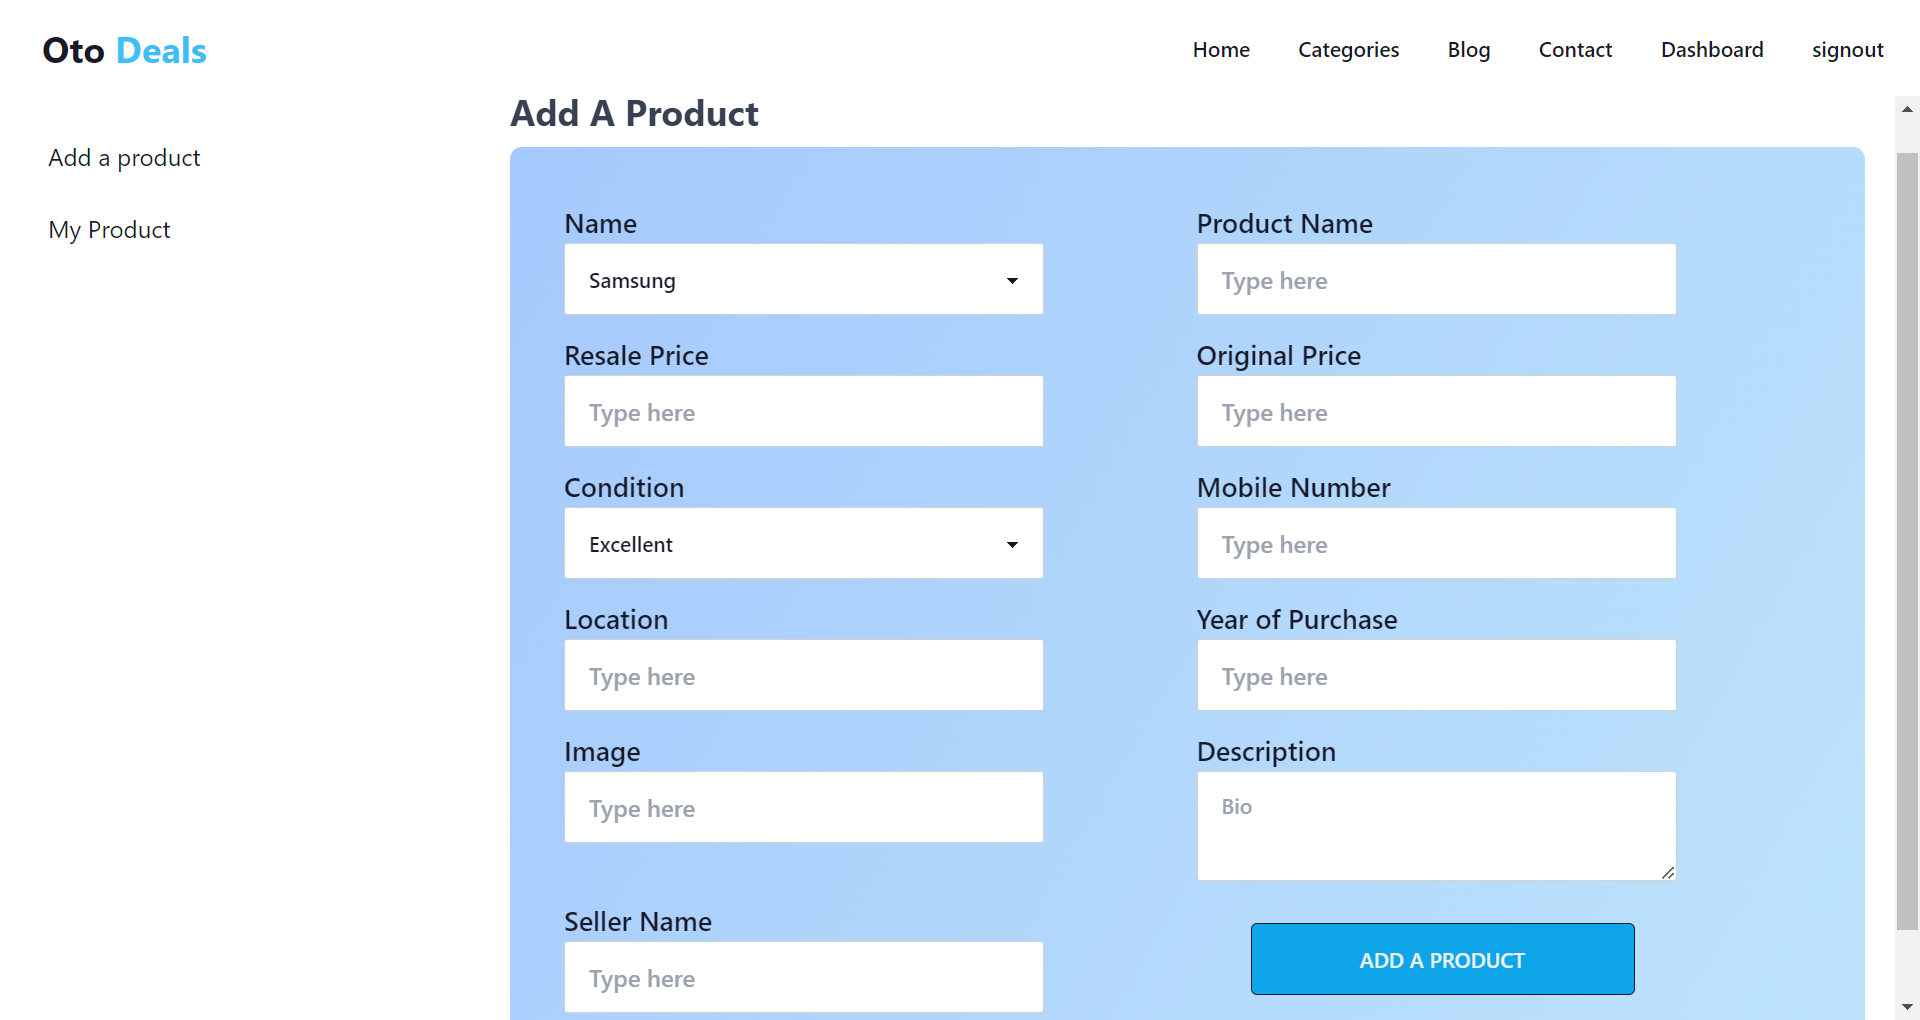 Oto Deals
Home Categories Blog Contact Dashboard signout
Add a product
My Product
Add A Product
Name
Samsung
Product Name
Type here
Resale Price
Type here
Original Price
Type here
Condition
Excellent
Mobile Number
Type here
Location
Type here
Year of Purchase
Type here
Image
Type here
Description
Bio
Seller Name
Type here
ADD A PRODUCT